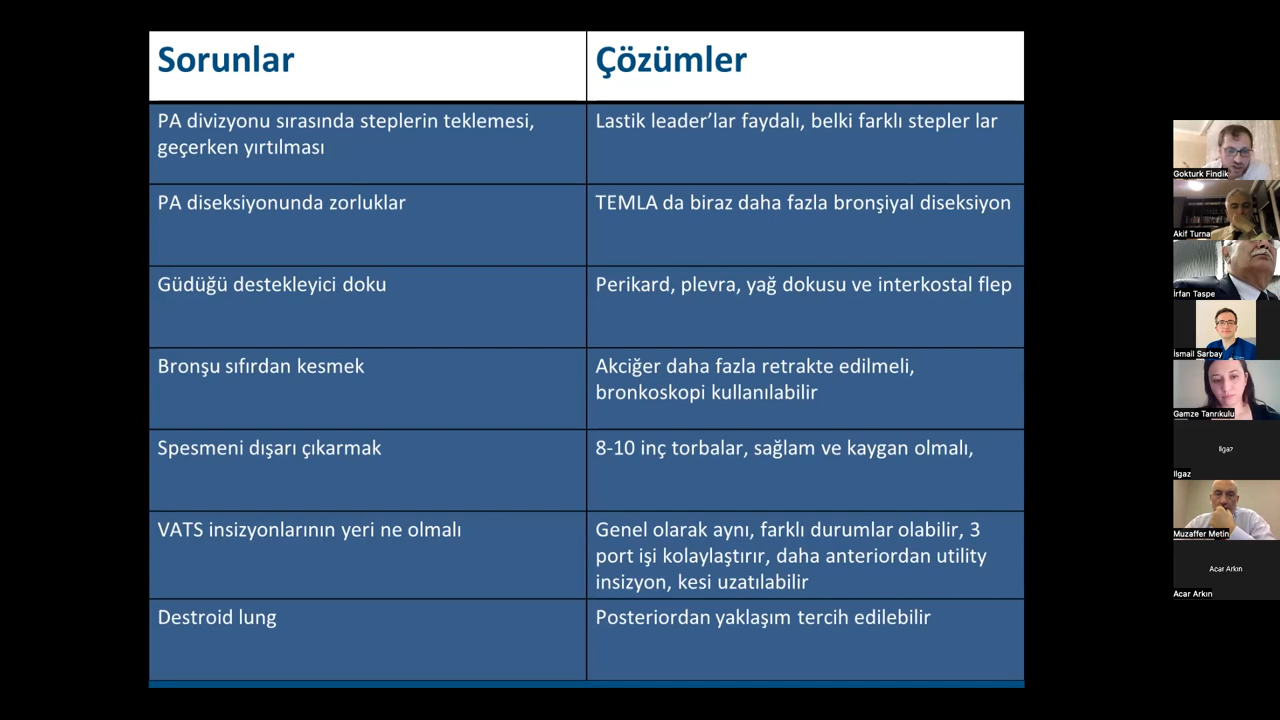 Sorunlar
Çözümler
PA divizyonu sırasında steplerin teklemesi,
geçerken yırtılması
Lastik leader’lar faydalı, belki farklı stepler lar
PA diseksiyonunda zorluklar
TEMLA da biraz daha fazla bronşiyal diseksiyon
Güdüğü destekleyici doku
Perikard, plevra, yağ dokusu ve interkostal flep
Bronşu sıfırdan kesmek
Akciğer daha fazla retrakte edilmeli,
bronkoskopi kullanılabilir
Spesmeni dışarı çıkarmak
8-10 inç torbalar, sağlam ve kaygan olmalı,
VATS insizyonlarının yeri ne olmalı
Genel olarak aynı, farklı durumlar olabilir, 3
port işi kolaylaştırır, daha anteriordan utility
insizyon, kesi uzatılabilir
Destroid lung
Posteriordan yaklaşım tercih edilebilir
Gokturk Findik
Akif Turna
İrfan Taspe
İsmail Sarbay
Gamze Tanrıkulu
Ilgaz
Ilgaz
Muzaffer Metin
Acar Arkın
Acar Arkın